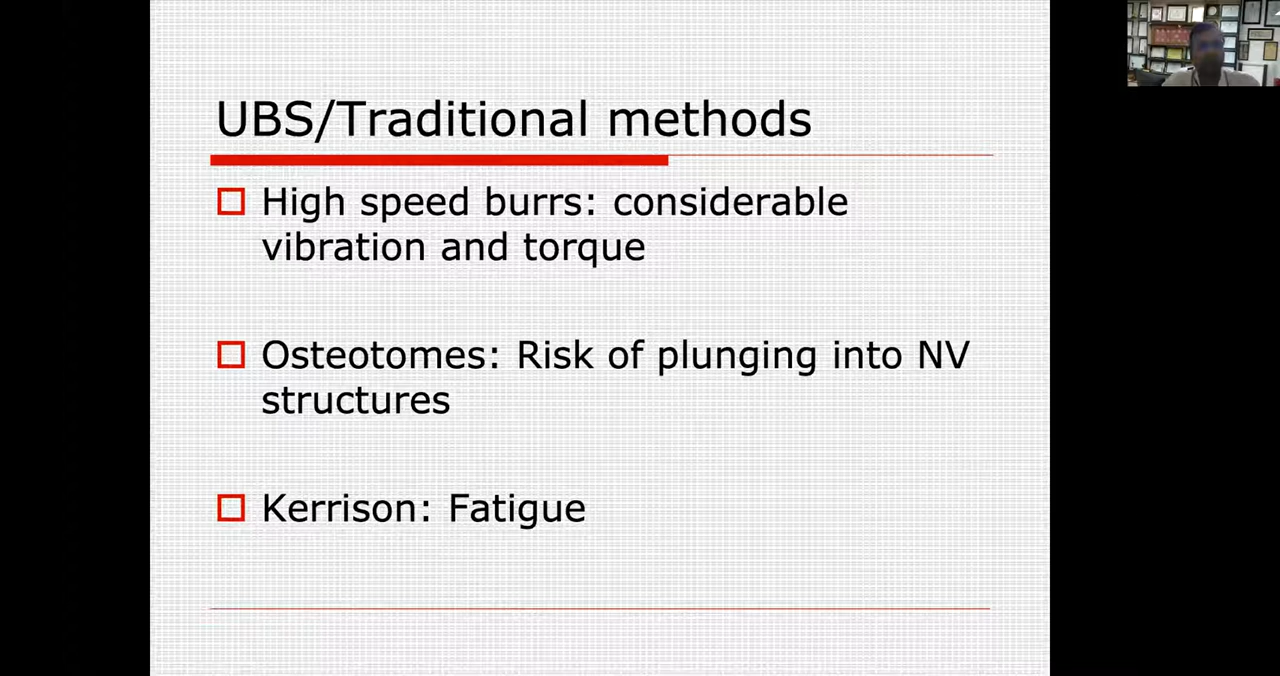 UBS/Traditional methods
High speed burrs: considerable
vibration and torque
Osteotomes: Risk of plunging into NV
structures
Kerrison: Fatigue